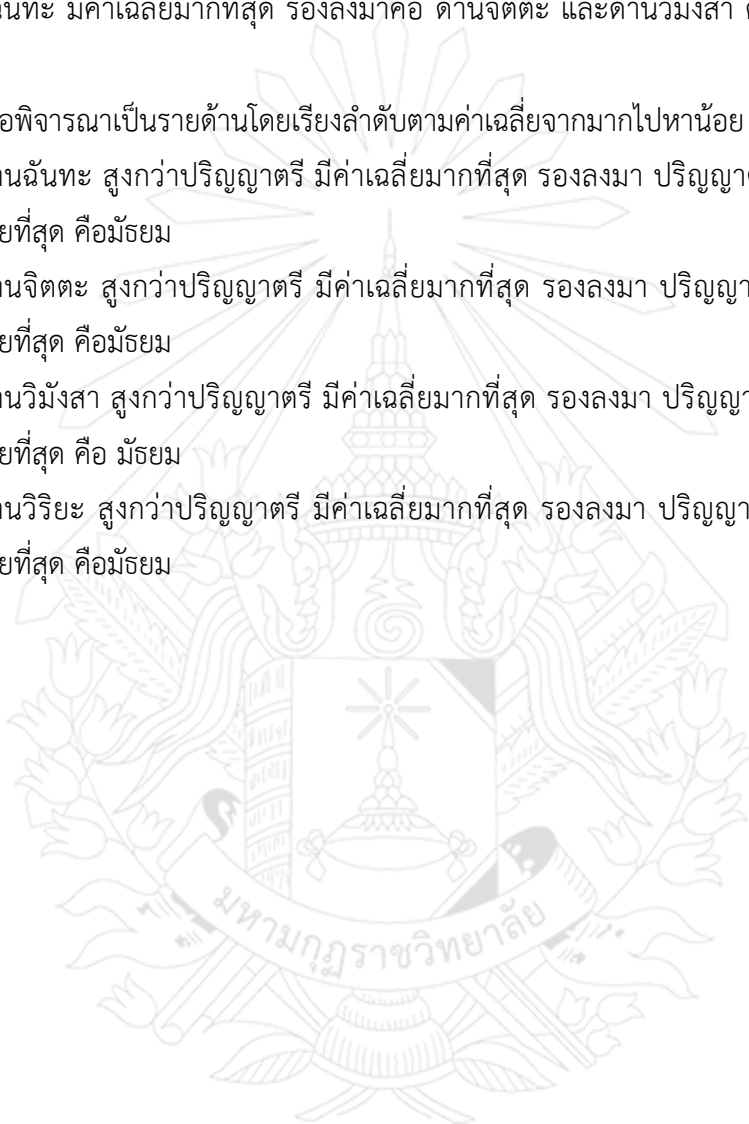 มีค่าเฉลี่ยมากที่สุด รองลงมาคือ ด้านจิตตะ และด้านวิมังสา
พิจารณาเป็นรายด้านโดยเรียงลำดับตามค่าเฉลี่ยจากมากไปหาน้อย
านฉันทะ สูงกว่าปริญญาตรี มีค่าเฉลี่ยมากที่สุด รองลงมา ปริญญา
ยที่สุด คือมัธยม
านจิตตะ สูงกว่าปริญญาตรี มีค่าเฉลี่ยมากที่สุด รองลงมา ปริญญา
ยที่สุด คือมัธยม
านวิมังสา สูงกว่าปริญญาตรี มีค่าเฉลี่ยมากที่สุด รองลงมา ปริญญา
ยที่สุด คือ มัธยม
านวิริยะ สูงกว่าปริญญาตรี มีค่าเฉลี่ยมากที่สุด รองลงมา ปริญญา
ยที่สุด คือมัธยม
มหามกุฏราชวิทยาลัย